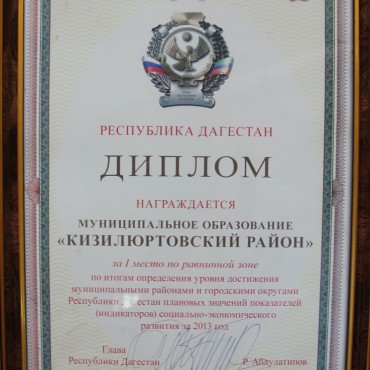 РЕСПУБЛИКА ДАГЕСТАН
ДИПЛОМ
НАГРАЖДАЕТСЯ
МУНИЦИПАЛЬНОЕ ОБРАЗОВАНИЕ
«КИЗИЛЮРТОВСКИЙ РАЙОН»
за I место по равнинной зоне
по итогам определения уровня достижения
муниципальными районами и городскими округами
Республики Дагестан плановых значений показателей
(индикаторов) социально-экономического
развития за 2013 год
Глава
Республики Дагестан Р. Абдулатипов